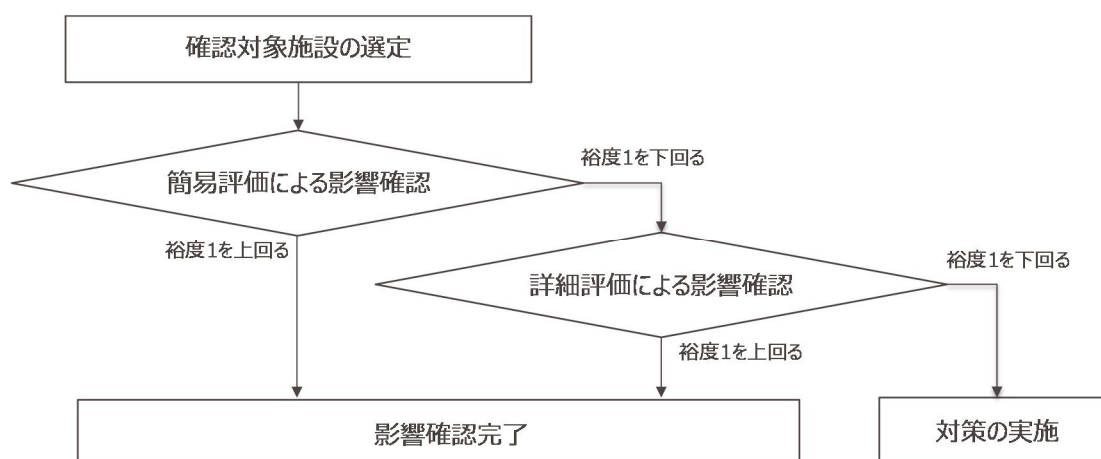 確認対象施設の選定
裕度1を下回る
簡易評価による影響確認
裕度1を上回る
裕度1を下回る
詳細評価による影響確認
裕度1を上回る
影響確認完了
対策の実施